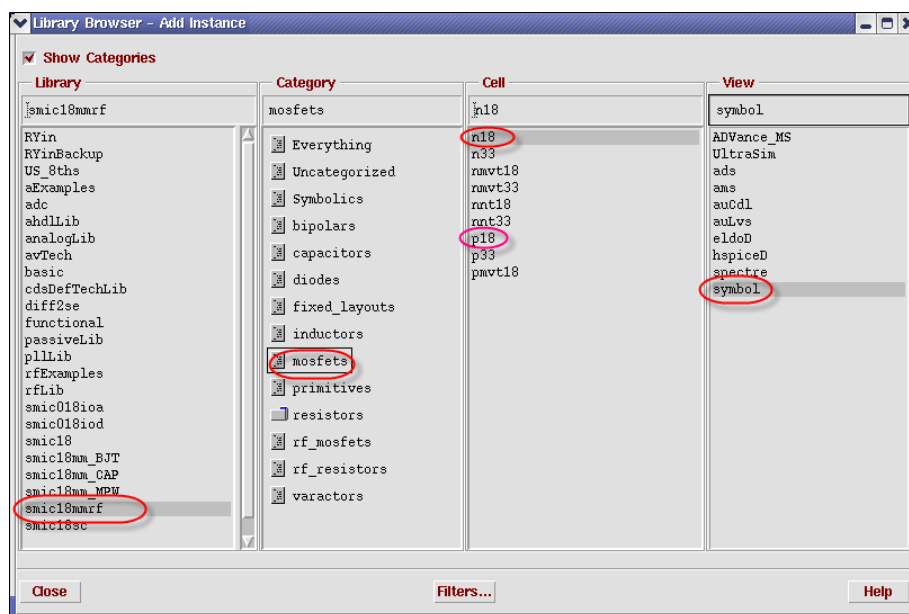 Library Browser - Add Instance
Show Categories
Library
smic18mmrf
RYin
RYinBackup
US_8ths
aExamples
adc
ahdlLib
analogLib
avTech
basic
cdsDefTechLib
diff2se
functional
passiveLib
pllLib
rfExamples
rfLib
smic018ioa
smic018iod
smic18
smic18mm_BJT
smic18mm_CAP
smic18mm_MPW
smic18mmrf
smic18sc
Category
mosfets
Everything
Uncategorized
Symbolics
bipolars
capacitors
diodes
fixed_layouts
inductors
mosfets
primitives
resistors
rf_mosfets
rf_resistors
varactors
Cell
n18
n18
n33
nmvt18
nmvt33
nnt18
nnt33
p18
p33
pmvt18
View
symbol
ADVance_MS
UltraSim
ads
ams
auCdl
auLvs
eldoD
hspiceD
spectre
symbol
Close
Filters...
Help